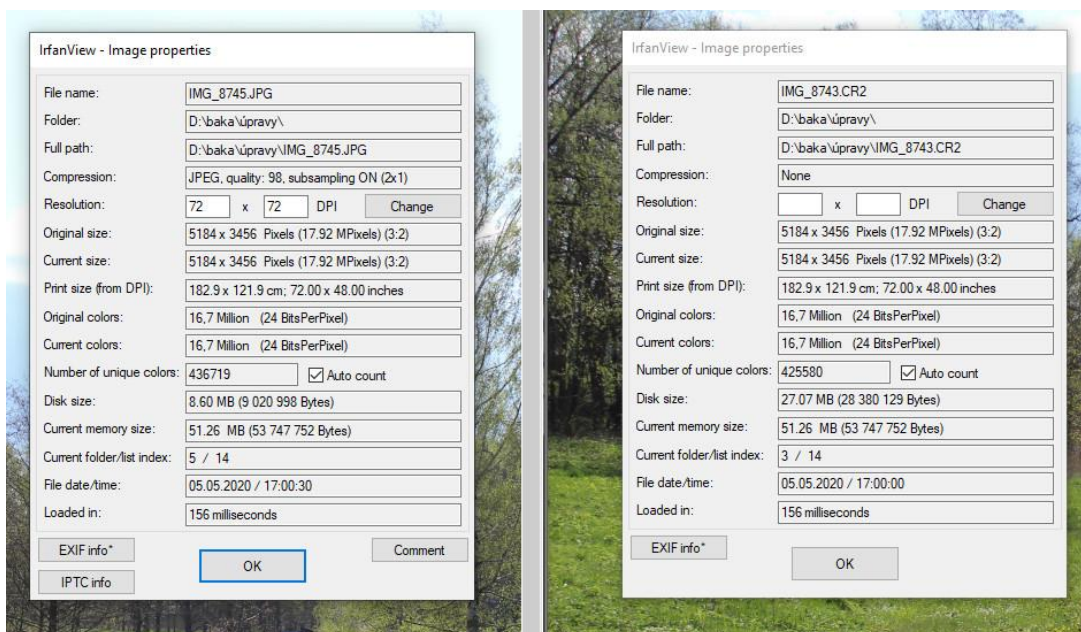 IrfanView - Image properties
File name: IMG_8745.JPG
Folder: D:\baka\úpravy\
Full path: D:\baka\úpravy\IMG_8745.JPG
Compression: JPEG, quality: 98, subsampling ON (2x1)
Resolution: 72 x 72 DPI Change
Original size: 5184 x 3456 Pixels (17.92 MPixels) (3:2)
Current size: 5184 x 3456 Pixels (17.92 MPixels) (3:2)
Print size (from DPI): 182.9 x 121.9 cm; 72.00 x 48.00 inches
Original colors: 16,7 Million (24 BitsPerPixel)
Current colors: 16,7 Million (24 BitsPerPixel)
Number of unique colors: 436719 Auto count
Disk size: 8.60 MB (9 020 998 Bytes)
Current memory size: 51.26 MB (53 747 752 Bytes)
Current folder/list index: 5 / 14
File date/time: 05.05.2020 / 17:00:30
Loaded in: 156 milliseconds
EXIF info* OK Comment
IPTC info
IrfanView - Image properties
File name: IMG_8743.CR2
Folder: D:\baka\úpravy\
Full path: D:\baka\úpravy\IMG_8743.CR2
Compression: None
Resolution: x DPI Change
Original size: 5184 x 3456 Pixels (17.92 MPixels) (3:2)
Current size: 5184 x 3456 Pixels (17.92 MPixels) (3:2)
Print size (from DPI): 182.9 x 121.9 cm; 72.00 x 48.00 inches
Original colors: 16,7 Million (24 BitsPerPixel)
Current colors: 16,7 Million (24 BitsPerPixel)
Number of unique colors: 425580 Auto count
Disk size: 27.07 MB (28 380 129 Bytes)
Current memory size: 51.26 MB (53 747 752 Bytes)
Current folder/list index: 3 / 14
File date/time: 05.05.2020 / 17:00:00
Loaded in: 156 milliseconds
EXIF info* OK